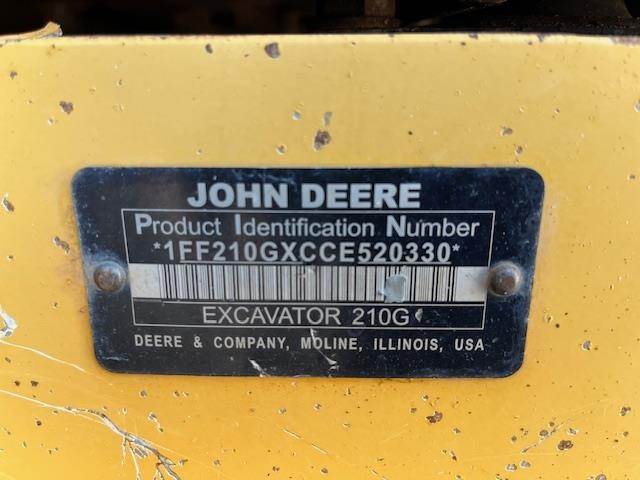 JOHN DEERE
Product Identification Number
*1FF210GXCCE520330*
EXCAVATOR 210G
DEERE & COMPANY, MOLINE, ILLINOIS, USA